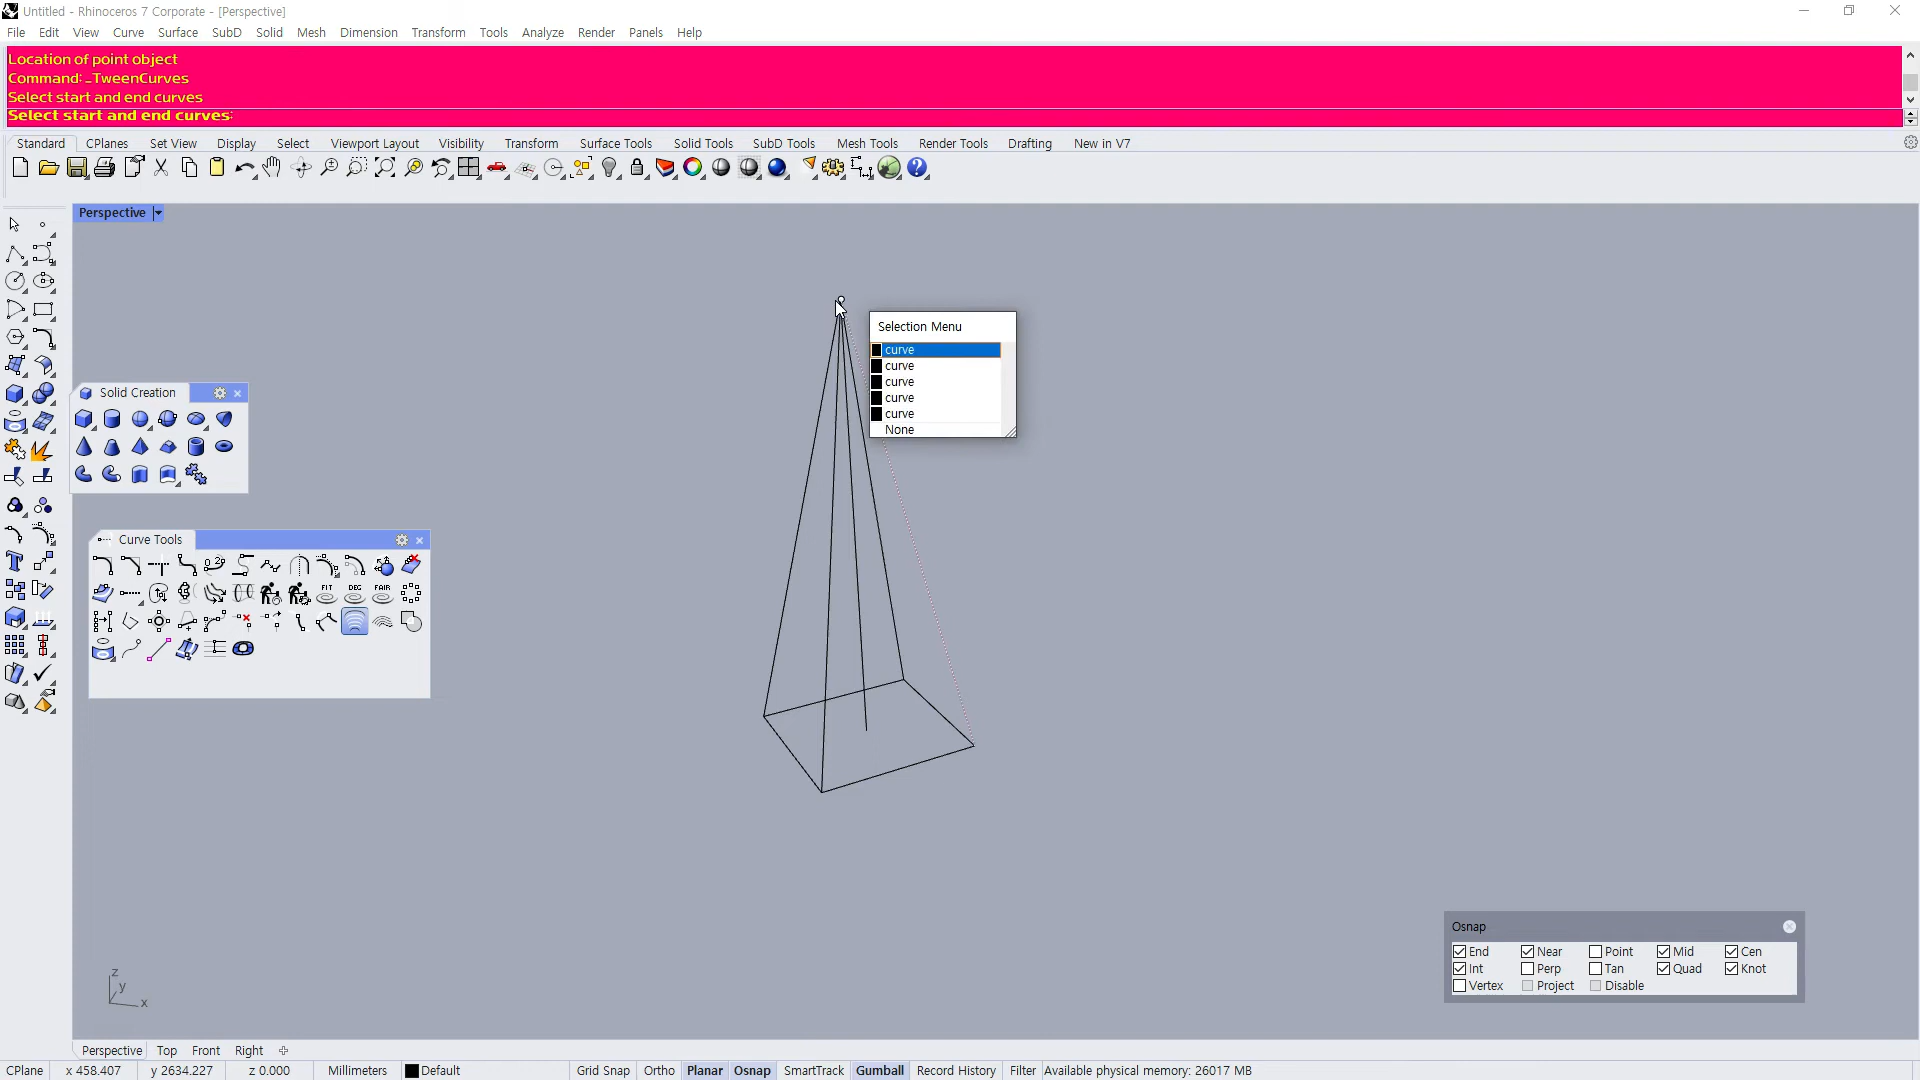 Untitled - Rhinoceros 7 Corporate - [Perspective]
File Edit View Curve Surface SubD Solid Mesh Dimension Transform Tools Analyze Render Panels Help
Location of point object
Command: _TweenCurves
Select start and end curves
Select start and end curves:
Standard CPlanes Set View Display Select Viewport Layout Visibility Transform Surface Tools Solid Tools SubD Tools Mesh Tools Render Tools Drafting New in V7
Perspective
Selection Menu
curve
curve
curve
curve
curve
None
Solid Creation
Curve Tools
FIT DEG FAIR
Osnap
End Near Point Mid Cen
Int Perp Tan Quad Knot
Vertex Project Disable
z
y
x
Perspective Top Front Right
CPlane x 458.407 y 2634.227 z 0.000 Millimeters Default Grid Snap Ortho Planar Osnap SmartTrack Gumball Record History Filter Available physical memory: 26017 MB